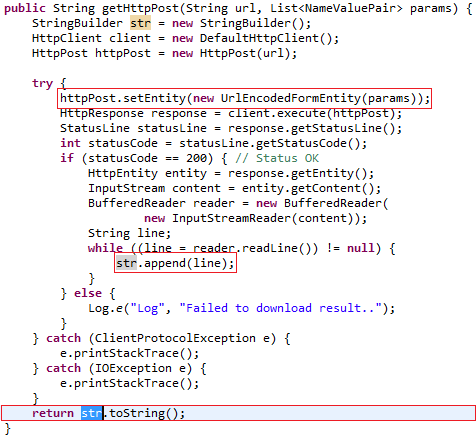 public String getHttpPost(String url, List<NameValuePair> params) {
    StringBuilder str = new StringBuilder();
    HttpClient client = new DefaultHttpClient();
    HttpPost httpPost = new HttpPost(url);

    try {
        httpPost.setEntity(new UrlEncodedFormEntity(params));
        HttpResponse response = client.execute(httpPost);
        StatusLine statusLine = response.getStatusLine();
        int statusCode = statusLine.getStatusCode();
        if (statusCode == 200) { // Status OK
            HttpEntity entity = response.getEntity();
            InputStream content = entity.getContent();
            BufferedReader reader = new BufferedReader(
                    new InputStreamReader(content));
            String line;
            while ((line = reader.readLine()) != null) {
                str.append(line);
            }
        } else {
            Log.e("Log", "Failed to download result..");
        }
    } catch (ClientProtocolException e) {
        e.printStackTrace();
    } catch (IOException e) {
        e.printStackTrace();
    }
    return str.toString();
}